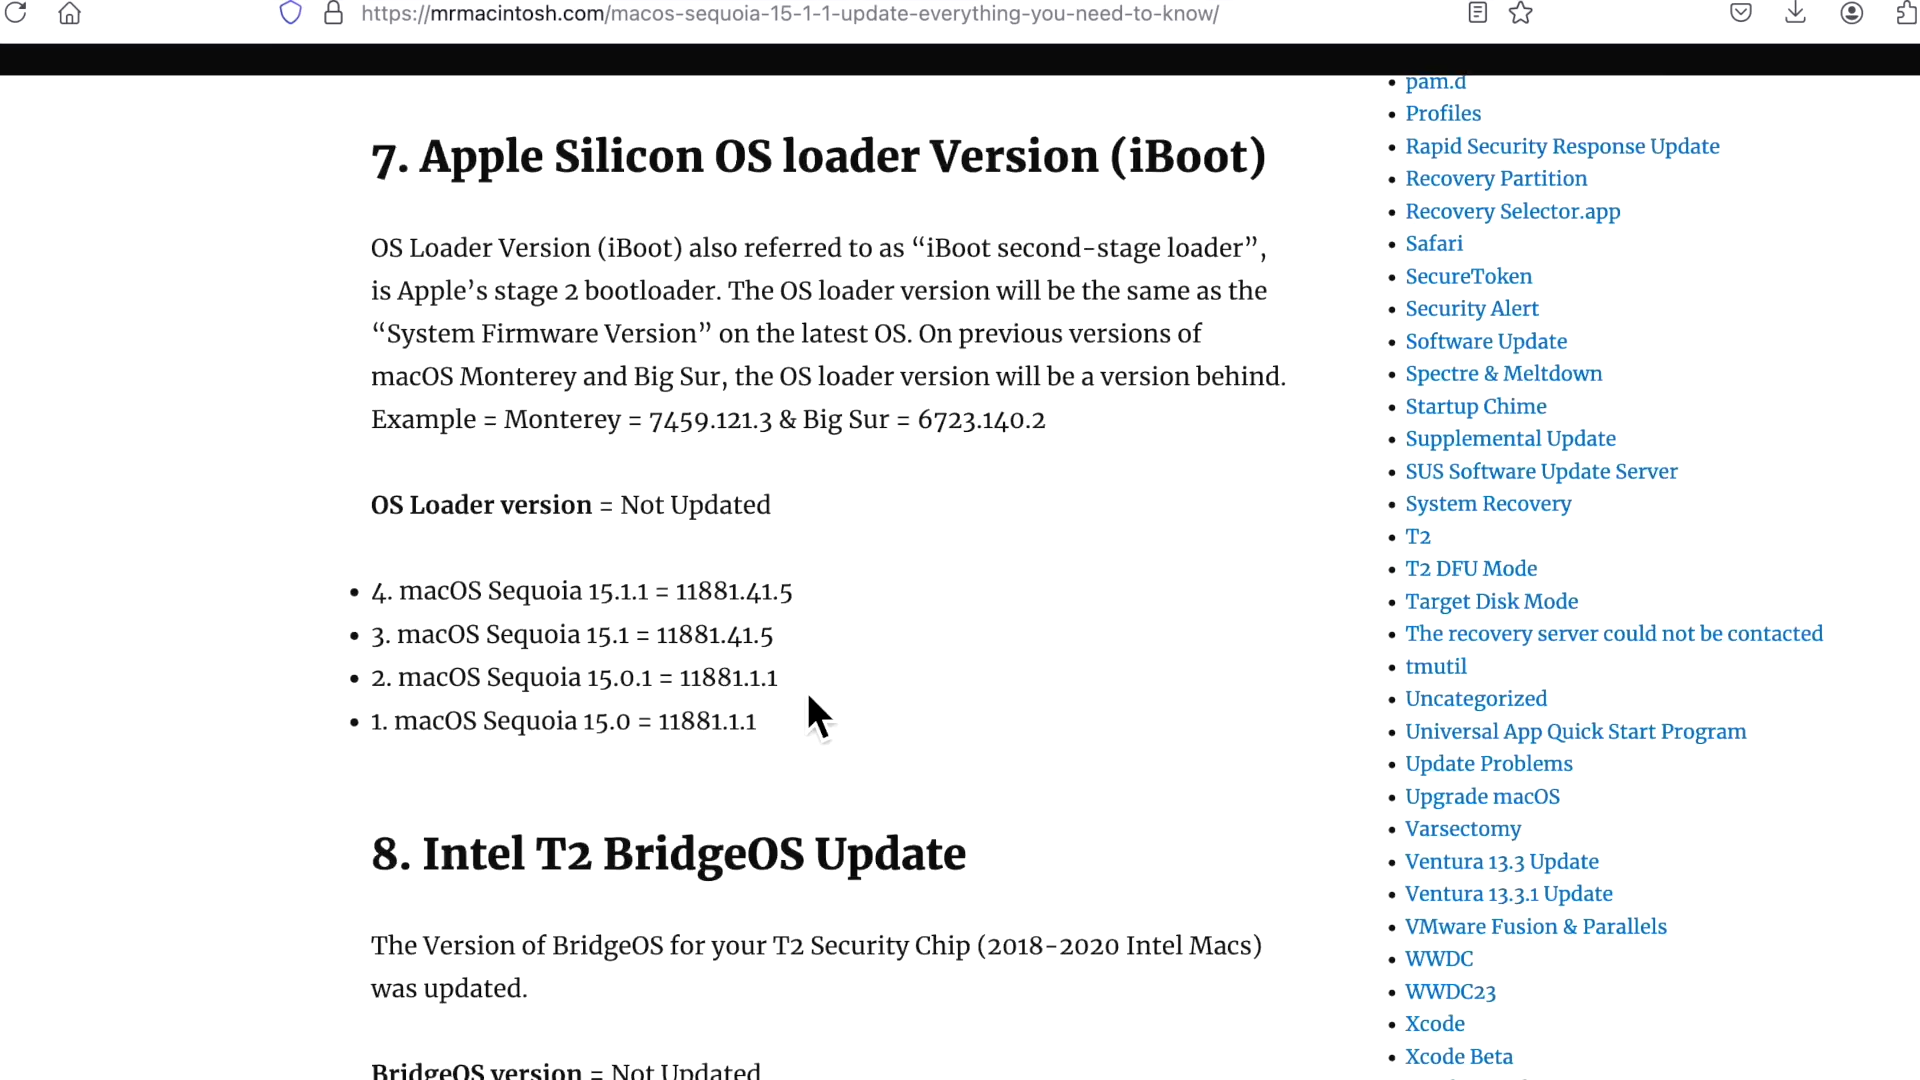 https://mrmacintosh.com/macos-sequoia-15-1-1-update-everything-you-need-to-know/
7. Apple Silicon OS loader Version (iBoot)
OS Loader Version (iBoot) also referred to as “iBoot second-stage loader”,
is Apple’s stage 2 bootloader. The OS loader version will be the same as the
“System Firmware Version” on the latest OS. On previous versions of
macOS Monterey and Big Sur, the OS loader version will be a version behind.
Example = Monterey = 7459.121.3 & Big Sur = 6723.140.2
OS Loader version = Not Updated
• 4. macOS Sequoia 15.1.1 = 11881.41.5
• 3. macOS Sequoia 15.1 = 11881.41.5
• 2. macOS Sequoia 15.0.1 = 11881.1.1
• 1. macOS Sequoia 15.0 = 11881.1.1
8. Intel T2 BridgeOS Update
The Version of BridgeOS for your T2 Security Chip (2018-2020 Intel Macs)
was updated.
BridgeOS version = Not Updated
• pam.d
• Profiles
• Rapid Security Response Update
• Recovery Partition
• Recovery Selector.app
• Safari
• SecureToken
• Security Alert
• Software Update
• Spectre & Meltdown
• Startup Chime
• Supplemental Update
• SUS Software Update Server
• System Recovery
• T2
• T2 DFU Mode
• Target Disk Mode
• The recovery server could not be contacted
• tmutil
• Uncategorized
• Universal App Quick Start Program
• Update Problems
• Upgrade macOS
• Varsectomy
• Ventura 13.3 Update
• Ventura 13.3.1 Update
• VMware Fusion & Parallels
• WWDC
• WWDC23
• Xcode
• Xcode Beta